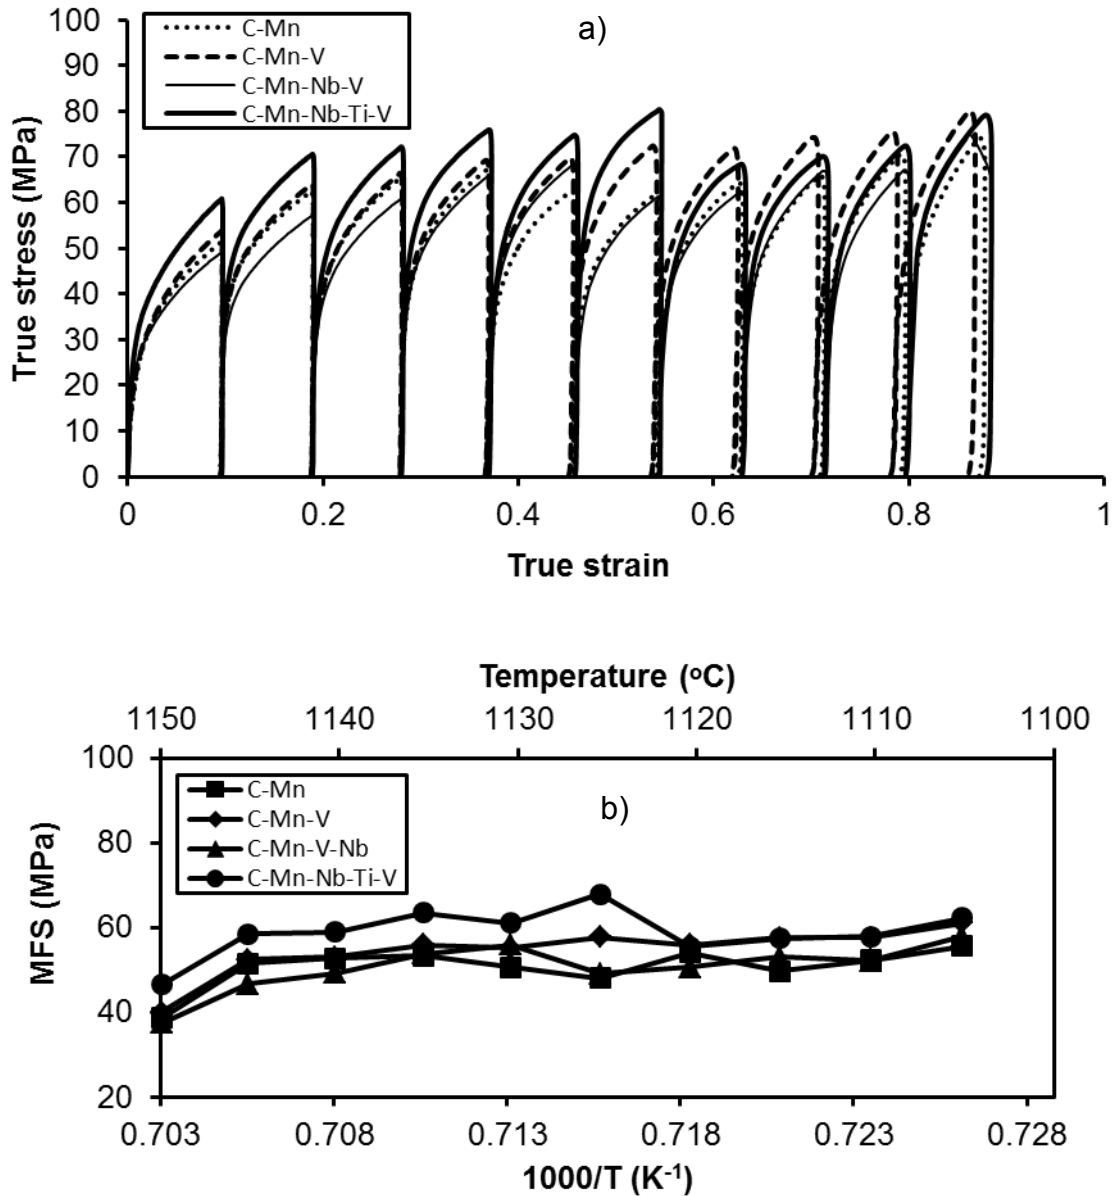 a)
C-Mn
C-Mn-V
C-Mn-Nb-V
C-Mn-Nb-Ti-V
100
90
80
70
60
50
40
30
20
10
0
True stress (MPa)
0 0.2 0.4 0.6 0.8 1
True strain
Temperature (oC)
1150 1140 1130 1120 1110 1100
b)
C-Mn
C-Mn-V
C-Mn-V-Nb
C-Mn-Nb-Ti-V
100
80
60
40
20
MFS (MPa)
0.703 0.708 0.713 0.718 0.723 0.728
1000/T (K-1)